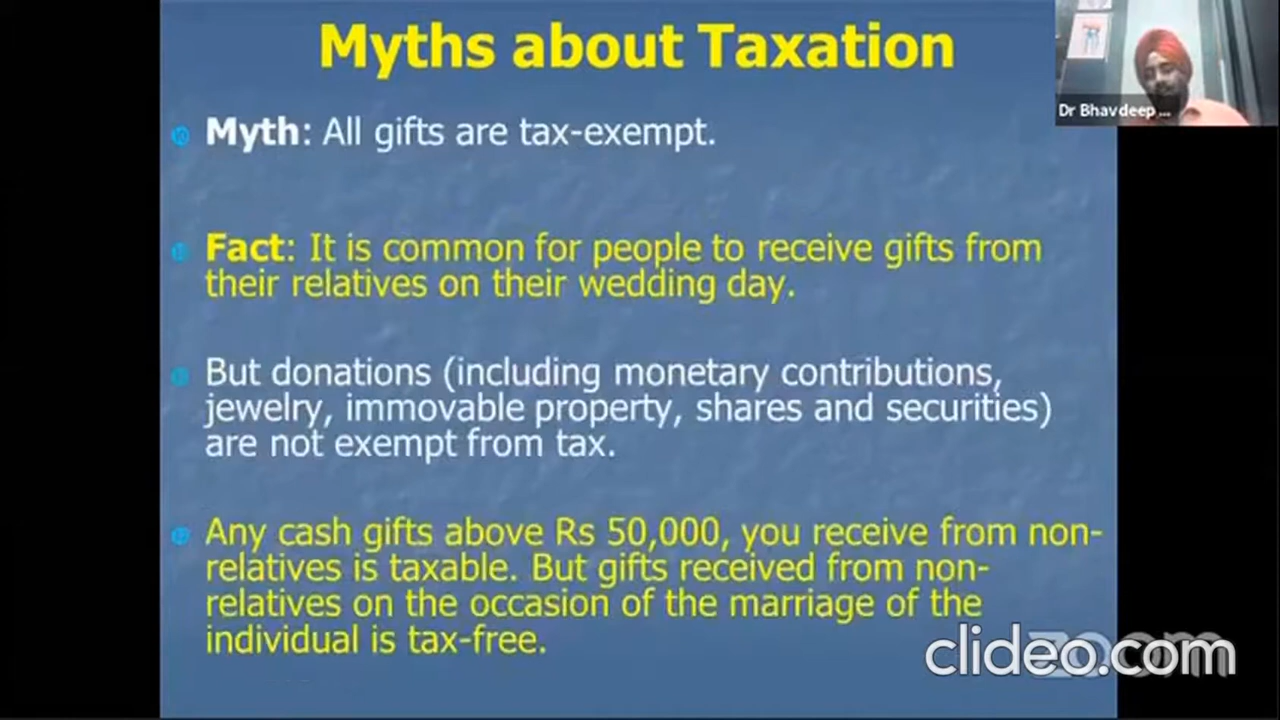 Myths about Taxation
Dr Bhavdeep ...
Myth: All gifts are tax-exempt.
Fact: It is common for people to receive gifts from
their relatives on their wedding day.
But donations (including monetary contributions,
jewelry, immovable property, shares and securities)
are not exempt from tax.
Any cash gifts above Rs 50,000, you receive from non-
relatives is taxable. But gifts received from non-
relatives on the occasion of the marriage of the
individual is tax-free.
clideo.com
zoom